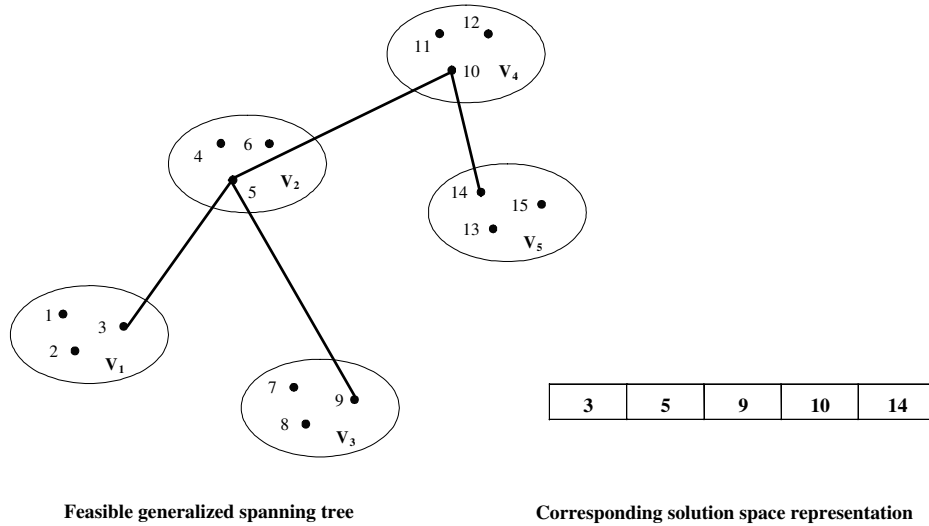 12
11
10
V4
4
6
5
V2
14
15
13
V5
1
3
2
V1
7
9
8
V3
3 5 9 10 14
Feasible generalized spanning tree
Corresponding solution space representation